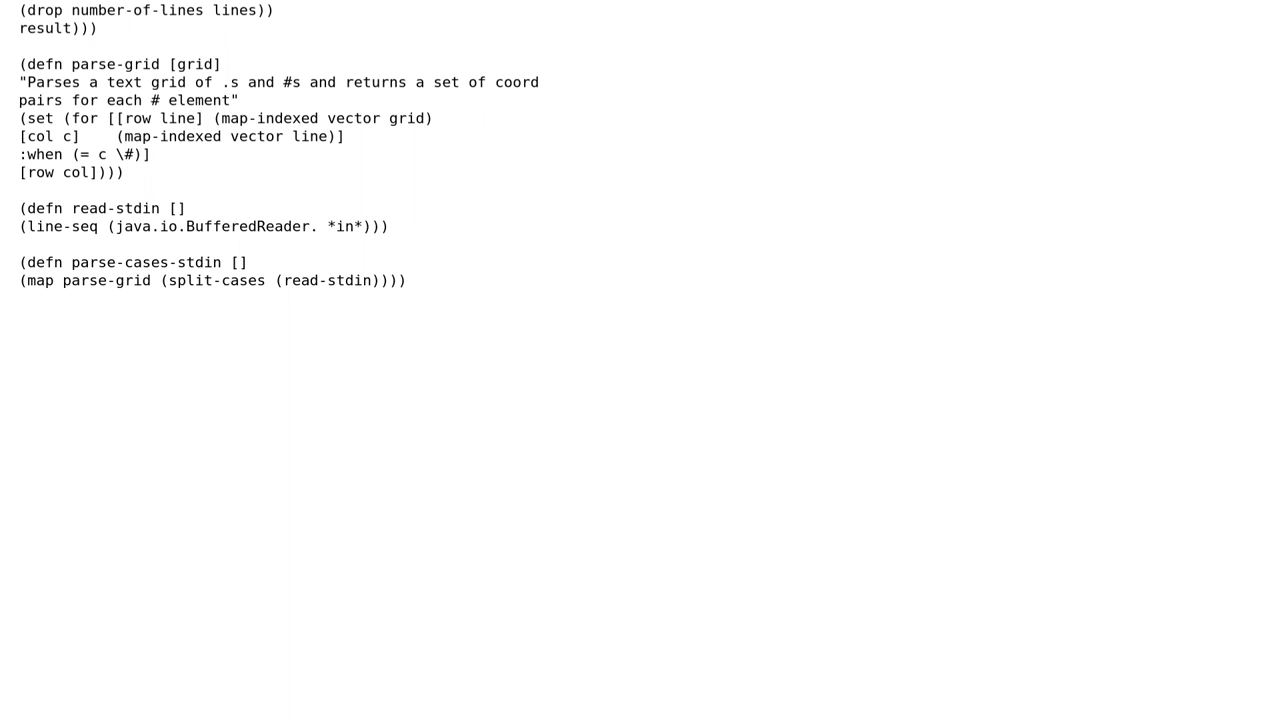 (drop number-of-lines lines))
result)))

(defn parse-grid [grid]
"Parses a text grid of .s and #s and returns a set of coord
pairs for each # element"
(set (for [[row line] (map-indexed vector grid)
[col c]    (map-indexed vector line)]
:when (= c \#)]
[row col])))

(defn read-stdin []
(line-seq (java.io.BufferedReader. *in*)))

(defn parse-cases-stdin []
(map parse-grid (split-cases (read-stdin))))